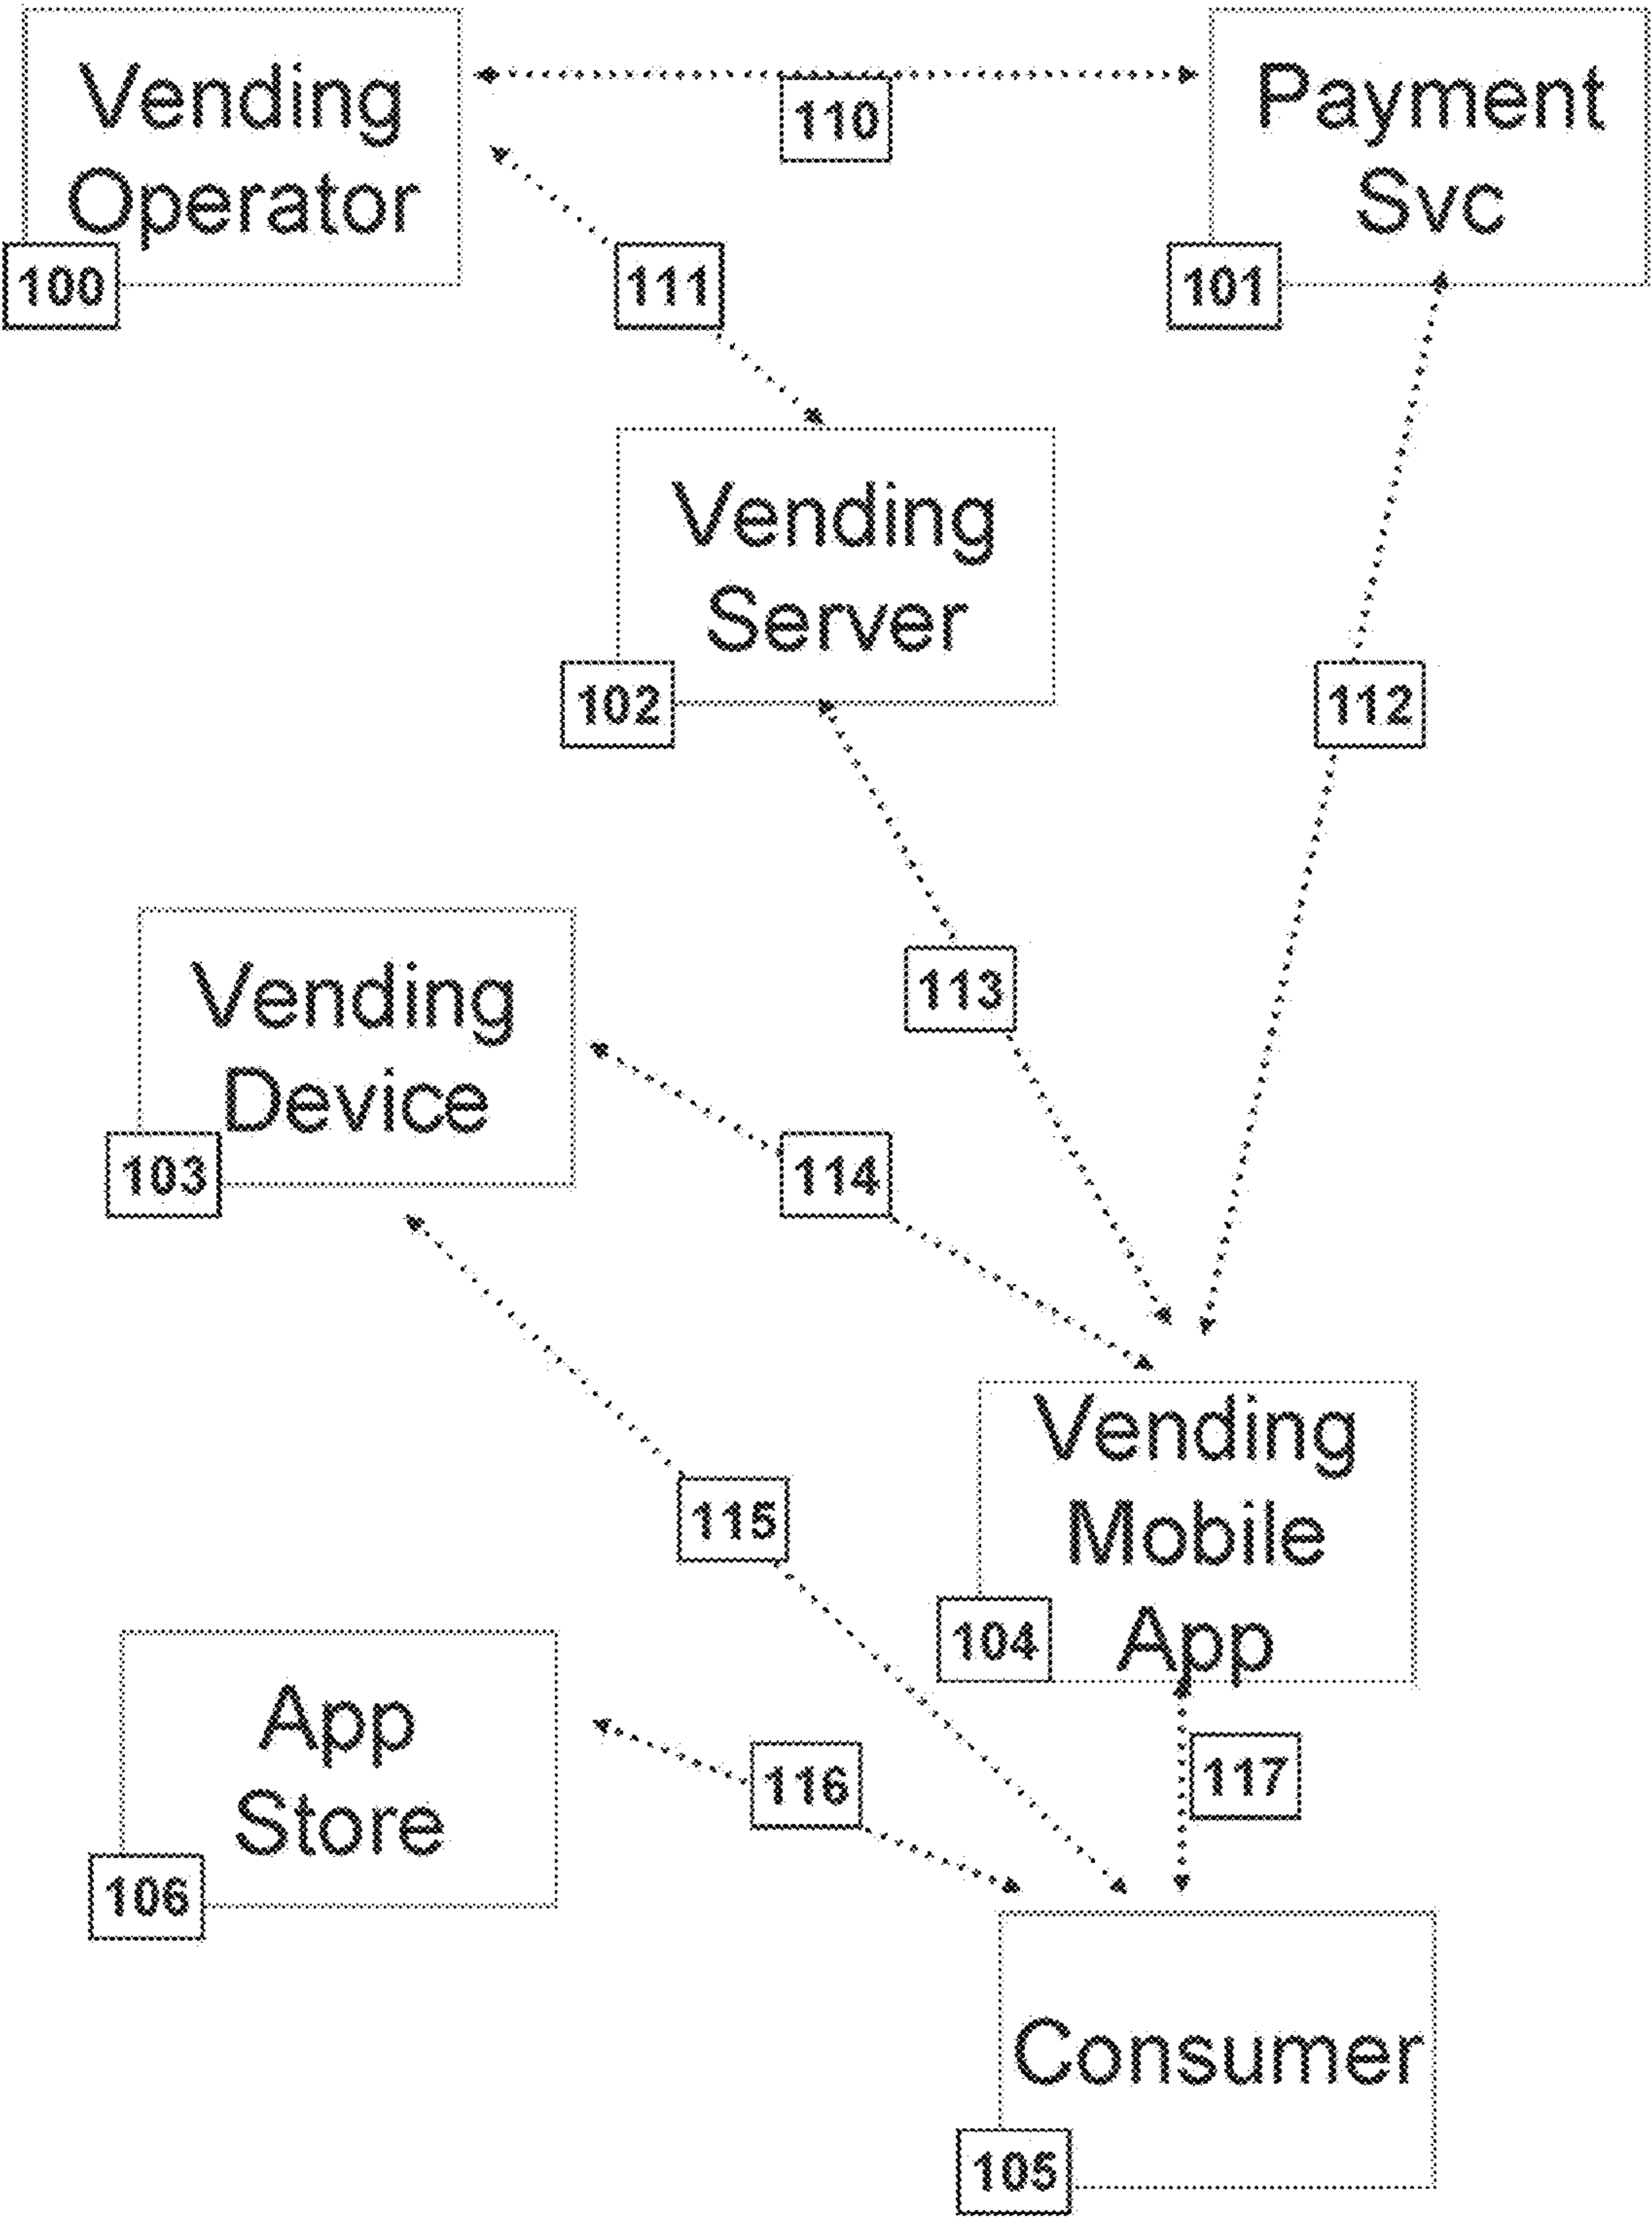 Vending
Operator
100
110
Payment
Svc
101
111
Vending
Server
102
112
113
Vending
Device
103
114
115
Vending
Mobile
App
104
App
Store
106
116
117
Consumer
105